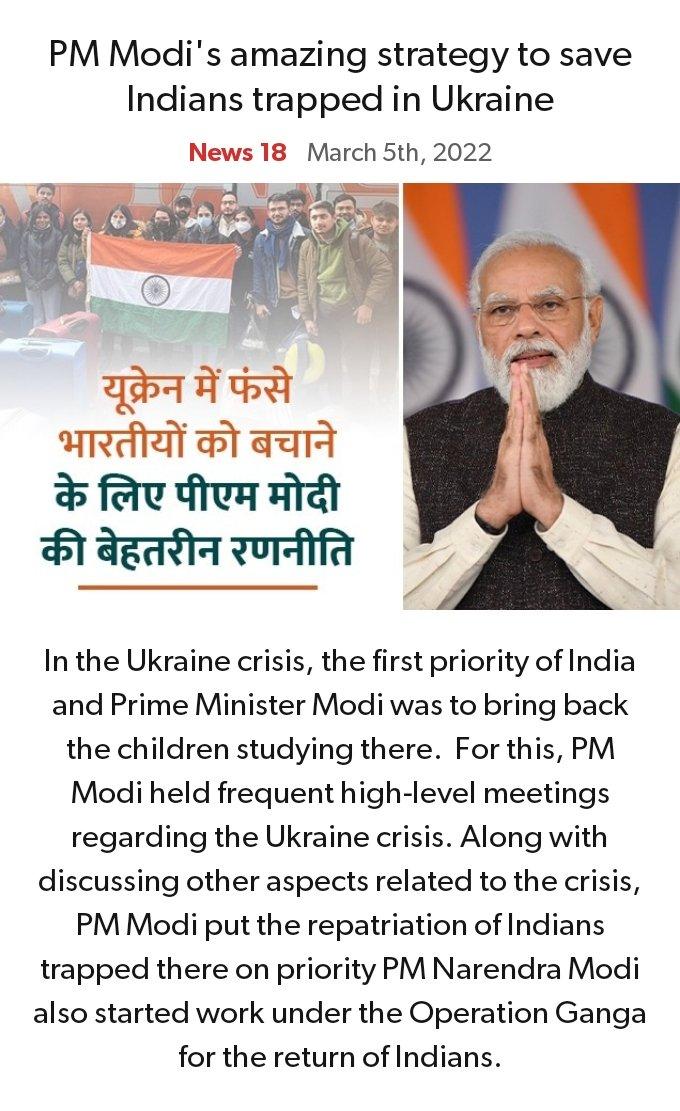 PM Modi's amazing strategy to save
Indians trapped in Ukraine
News 18 March 5th, 2022
यूक्रेन में फंसे
भारतीयों को बचाने
के लिए पीएम मोदी
की बेहतरीन रणनीति
In the Ukraine crisis, the first priority of India
and Prime Minister Modi was to bring back
the children studying there. For this, PM
Modi held frequent high-level meetings
regarding the Ukraine crisis. Along with
discussing other aspects related to the crisis,
PM Modi put the repatriation of Indians
trapped there on priority PM Narendra Modi
also started work under the Operation Ganga
for the return of Indians.